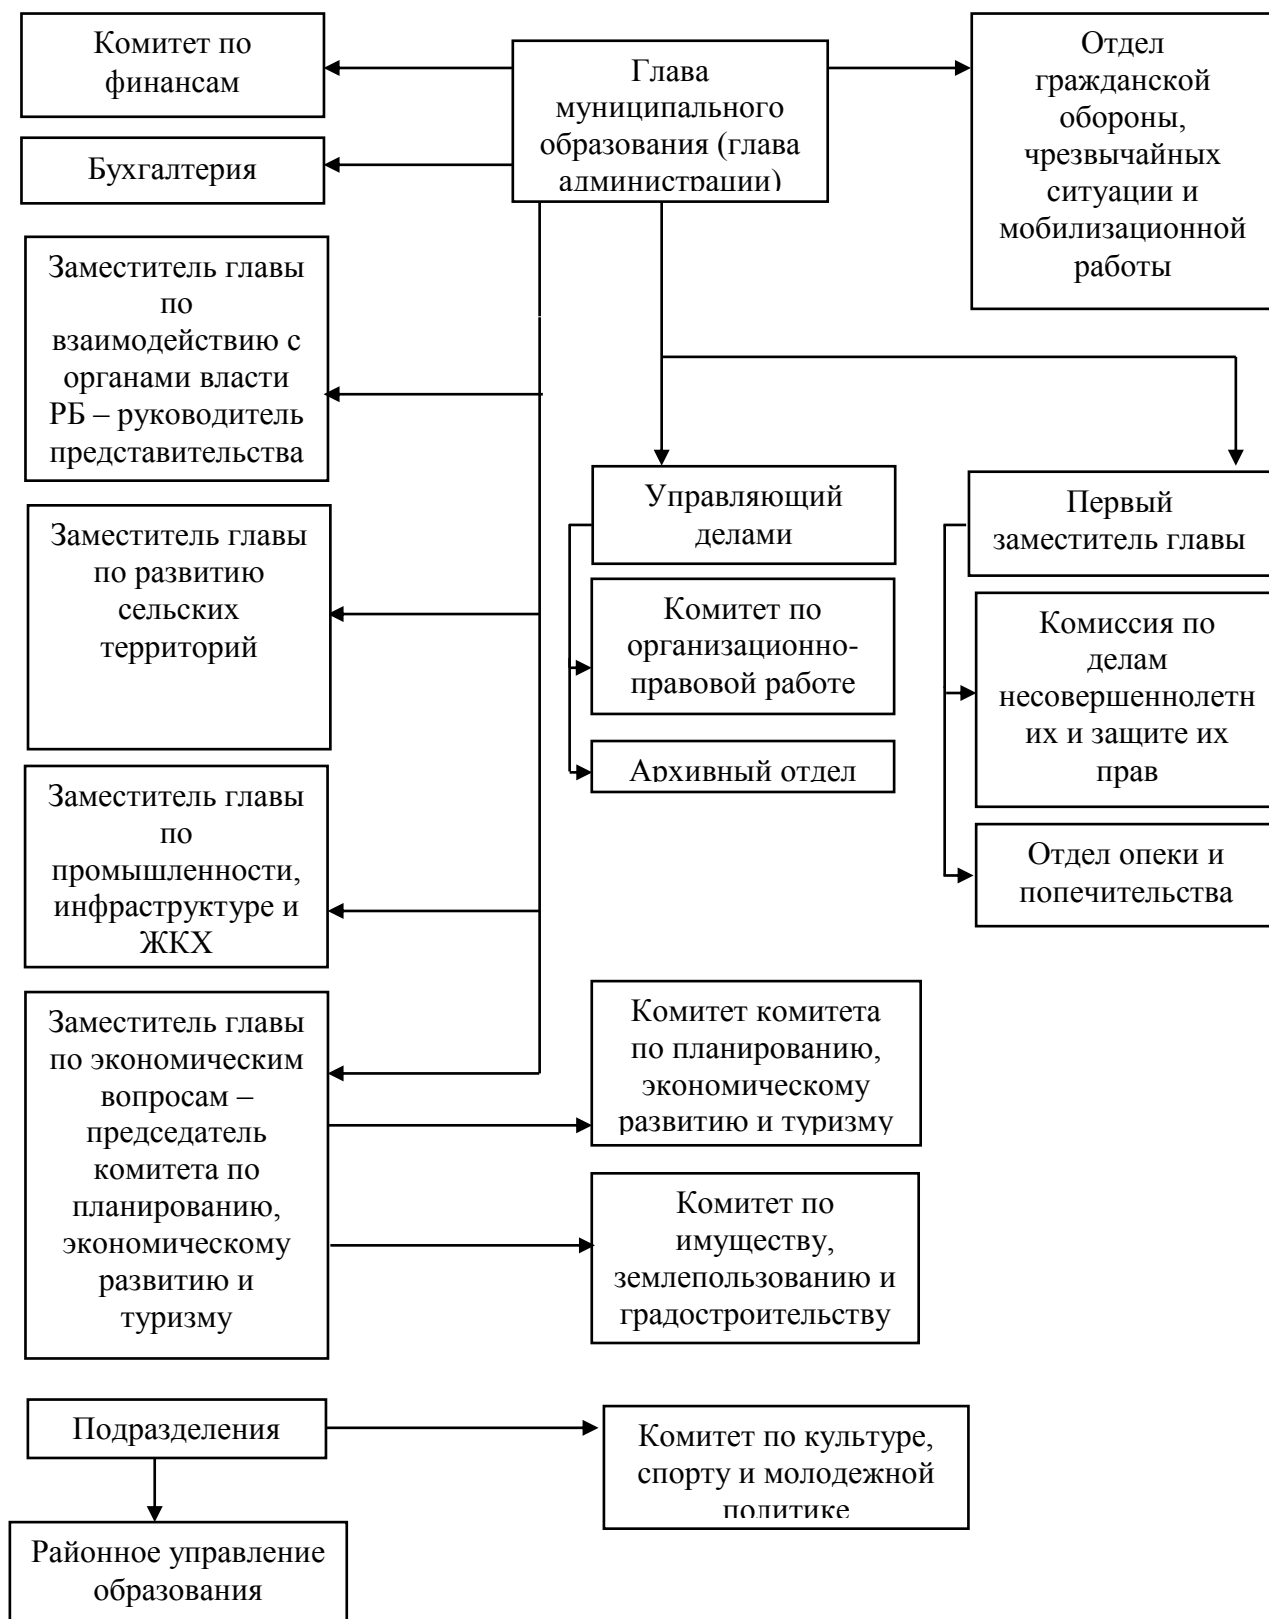 Комитет по
финансам
Глава
муниципального
образования (глава
администрации)
Отдел
гражданской
обороны,
чрезвычайных
ситуации и
мобилизационной
работы
Бухгалтерия
Заместитель главы
по
взаимодействию с
органами власти
РБ – руководитель
представительства
Управляющий
делами
Первый
заместитель главы
Заместитель главы
по развитию
сельских
территорий
Комитет по
организационно-
правовой работе
Комиссия по
делам
несовершеннолетн
их и защите их
прав
Архивный отдел
Заместитель главы
по
промышленности,
инфраструктуре и
ЖКХ
Отдел опеки и
попечительства
Заместитель главы
по экономическим
вопросам –
председатель
комитета по
планированию,
экономическому
развитию и
туризму
Комитет комитета
по планированию,
экономическому
развитию и туризму
Комитет по
имуществу,
землепользованию и
градостроительству
Подразделения
Комитет по культуре,
спорту и молодежной
политике
Районное управление
образования